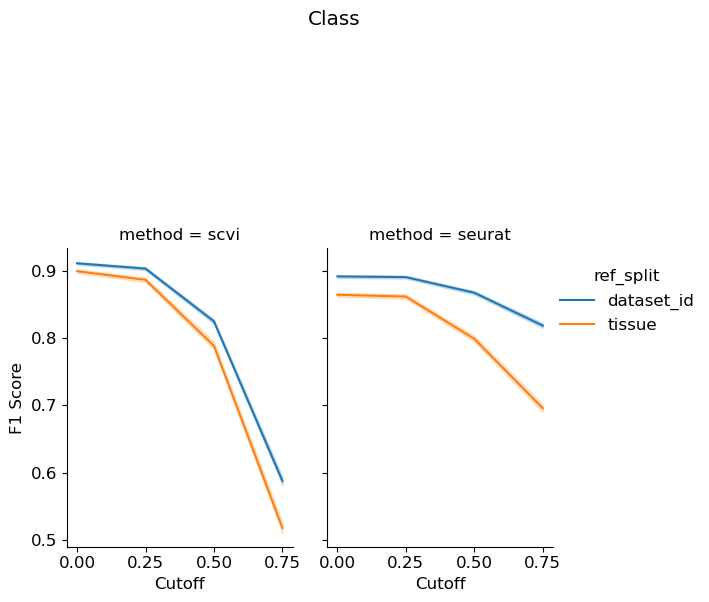 Class
method = scvi
method = seurat
ref_split
dataset_id
tissue
F1 Score
0.9
0.8
0.7
0.6
0.5
0.00 0.25 0.50 0.75
0.00 0.25 0.50 0.75
Cutoff
Cutoff